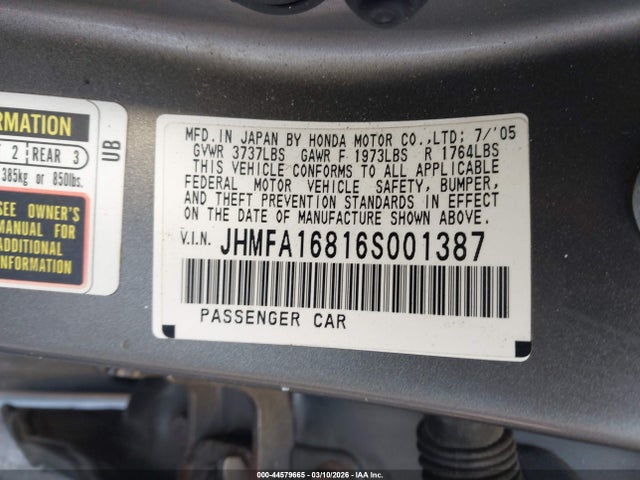 RMATION
2 REAR 3
385kg or 850lbs.
SEE OWNER'S
MANUAL FOR
ADDITIONAL
INFORMATION
UB
MFD.IN JAPAN BY HONDA MOTOR CO.,LTD; 7/'05
GVWR 3737LBS GAWR F 1973LBS R 1764LBS
THIS VEHICLE CONFORMS TO ALL APPLICABLE
FEDERAL MOTOR VEHICLE SAFETY, BUMPER,
AND THEFT PREVENTION STANDARDS IN EFFECT
ON THE DATE OF MANUFACTURE SHOWN ABOVE.
V.I.N. JHMFA16816S001387
PASSENGER CAR
000-44579665 - 03/10/2026 - IAA Inc.